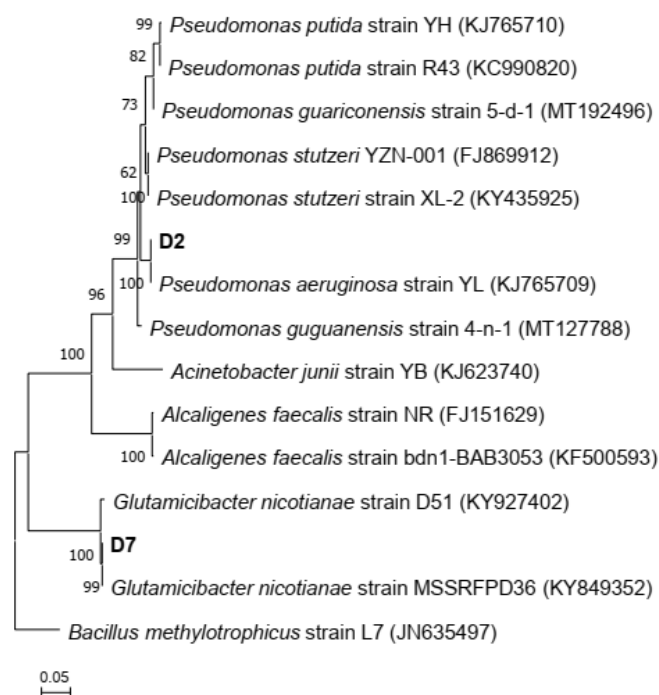 99 Pseudomonas putida strain YH (KJ765710)
82
Pseudomonas putida strain R43 (KC990820)
73 Pseudomonas guariconensis strain 5-d-1 (MT192496)
Pseudomonas stutzeri YZN-001 (FJ869912)
62
100 Pseudomonas stutzeri strain XL-2 (KY435925)
99 D2
100 Pseudomonas aeruginosa strain YL (KJ765709)
96
Pseudomonas guguanensis strain 4-n-1 (MT127788)
100
Acinetobacter junii strain YB (KJ623740)
Alcaligenes faecalis strain NR (FJ151629)
100 Alcaligenes faecalis strain bdn1-BAB3053 (KF500593)
Glutamicibacter nicotianae strain D51 (KY927402)
100 D7
99 Glutamicibacter nicotianae strain MSSRFPD36 (KY849352)
Bacillus methylotrophicus strain L7 (JN635497)
0.05